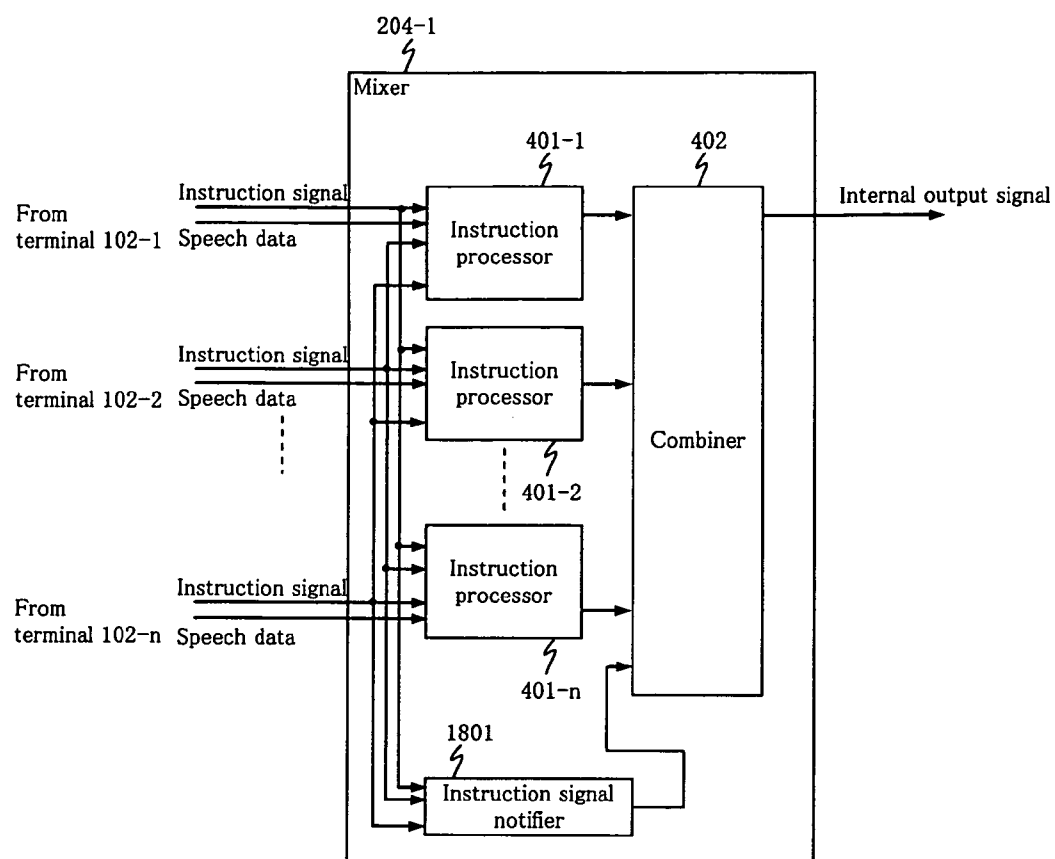 204-1
Mixer
401-1
402
Instruction signal
Internal output signal
From
terminal 102-1
Speech data
Instruction
processor
Instruction signal
From
terminal 102-2
Speech data
Instruction
processor
Combiner
401-2
Instruction signal
From
terminal 102-n
Speech data
Instruction
processor
401-n
1801
Instruction signal
notifier